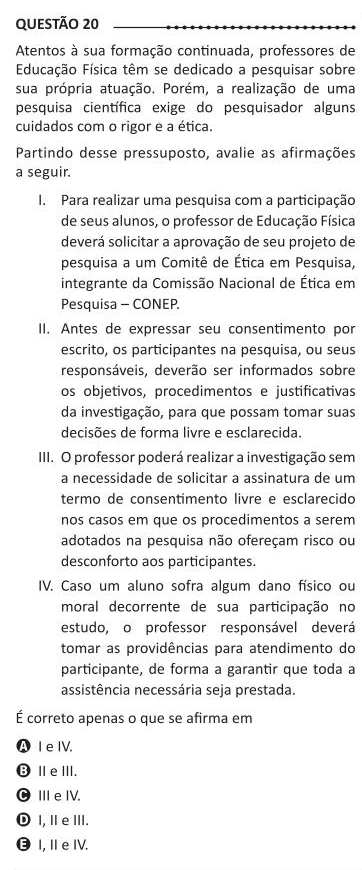 QUESTÃO 20
Atentos à sua formação continuada, professores de
Educação Física têm se dedicado a pesquisar sobre
sua própria atuação. Porém, a realização de uma
pesquisa científica exige do pesquisador alguns
cuidados com o rigor e a ética.
Partindo desse pressuposto, avalie as afirmações
a seguir.
I. Para realizar uma pesquisa com a participação
de seus alunos, o professor de Educação Física
deverá solicitar a aprovação de seu projeto de
pesquisa a um Comitê de Ética em Pesquisa,
integrante da Comissão Nacional de Ética em
Pesquisa – CONEP.
II. Antes de expressar seu consentimento por
escrito, os participantes na pesquisa, ou seus
responsáveis, deverão ser informados sobre
os objetivos, procedimentos e justificativas
da investigação, para que possam tomar suas
decisões de forma livre e esclarecida.
III. O professor poderá realizar a investigação sem
a necessidade de solicitar a assinatura de um
termo de consentimento livre e esclarecido
nos casos em que os procedimentos a serem
adotados na pesquisa não ofereçam risco ou
desconforto aos participantes.
IV. Caso um aluno sofra algum dano físico ou
moral decorrente de sua participação no
estudo, o professor responsável deverá
tomar as providências para atendimento do
participante, de forma a garantir que toda a
assistência necessária seja prestada.
É correto apenas o que se afirma em
A I e IV.
B II e III.
C III e IV.
D I, II e III.
E I, II e IV.